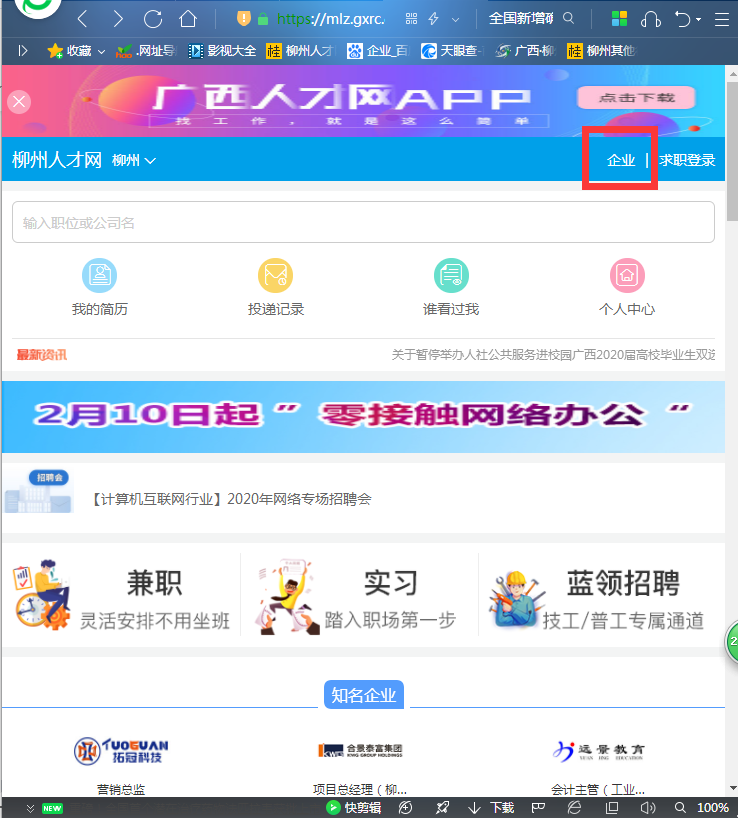 https://mlz.gxrc. 全国新增确
收藏 .网址导 影视大全 柳州人才 企业_百 天眼查- 广西·柳 柳州其他
广西人才网APP 点击下载
找工作，就是这么简单
柳州人才网 柳州 企业 | 求职登录
输入职位或公司名
我的简历 投递记录 谁看过我 个人中心
最新资讯 关于暂停举办人社公共服务进校园广西2020届高校毕业生双选
2月10日起”零接触网络办公“
招聘会
【计算机互联网行业】2020年网络专场招聘会
兼职 实习 蓝领招聘
灵活安排不用坐班 踏入职场第一步 技工/普工专属通道
知名企业
TUOGUAN 拓冠科技 KWG 合景泰富集团 KWG GROUP HOLDINGS 远景教育
营销总监 项目总经理（柳... 会计主管（工业...
NEW 快剪辑 下载 100%